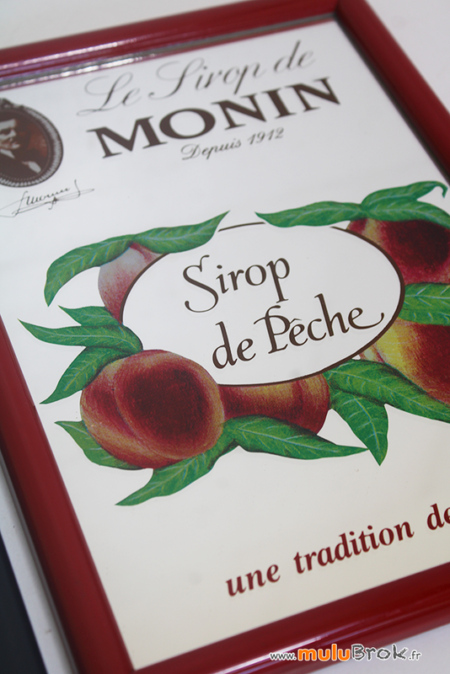 Le Sirop de
MONIN
Depuis 1912
Sirop
de Pêche
une tradition de
www.muluBrok.fr